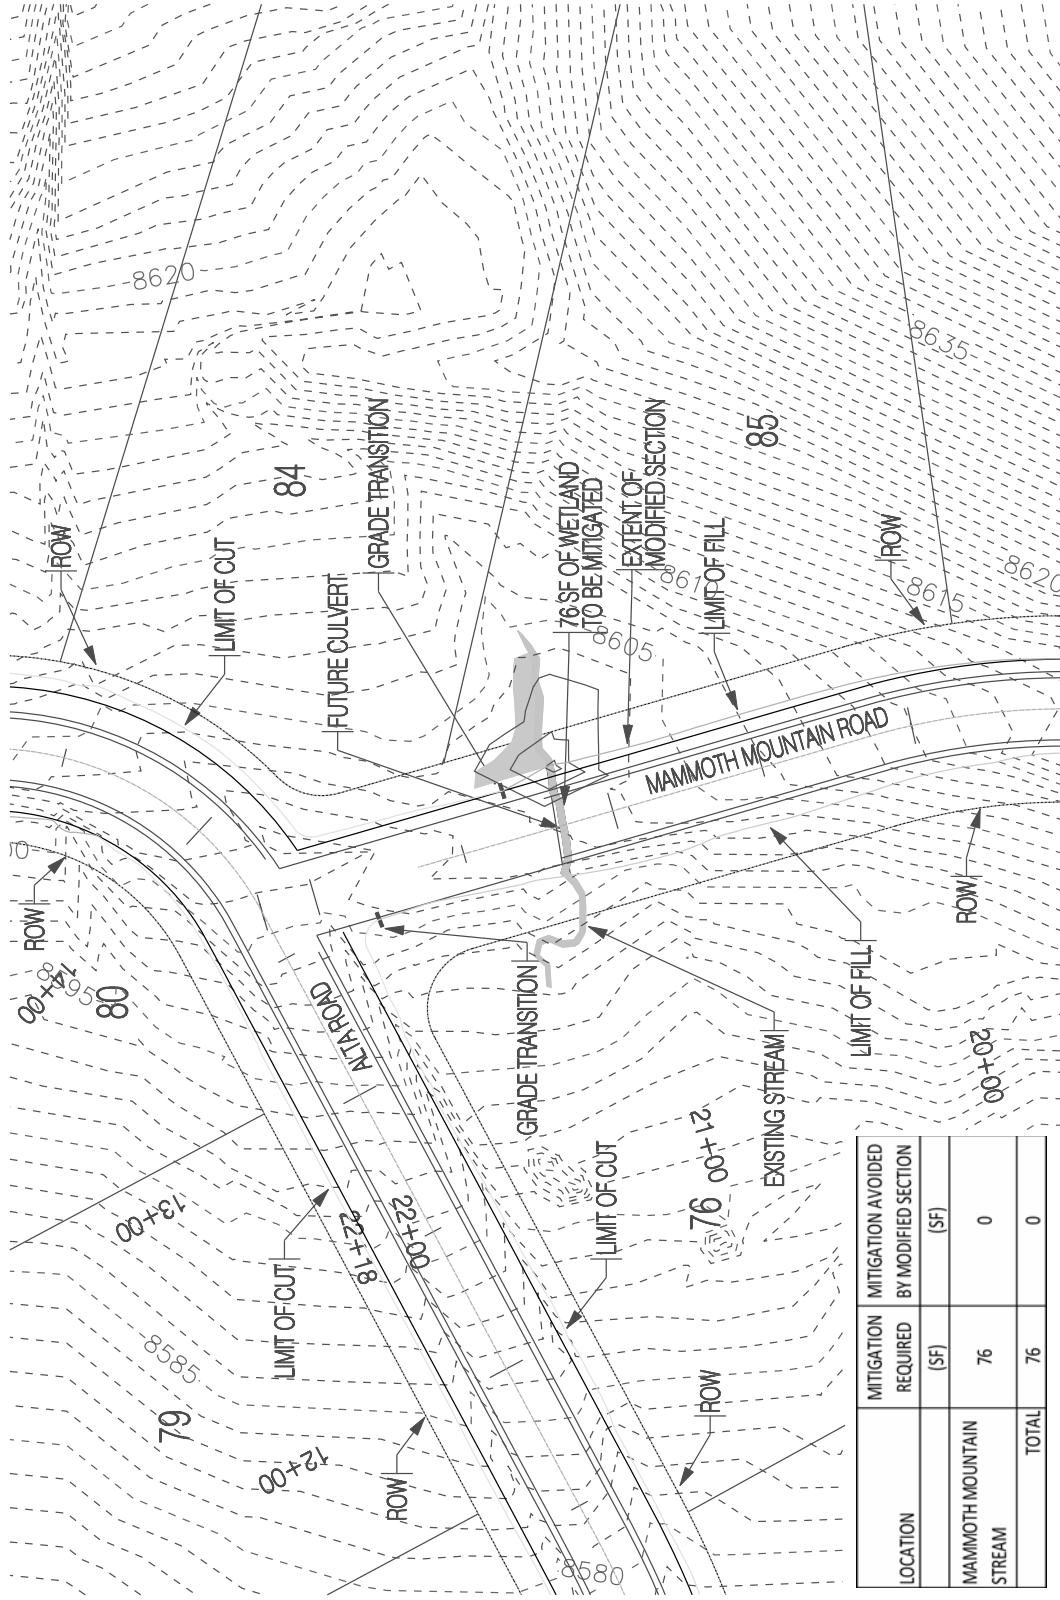 ROW
8620
ROW
14+00
8595
80
13+00
8585
79
12+00
LIMIT OF CUT
84
LIMIT OF CUT
ALTA ROAD
22+18
22+00
ROW
FUTURE CULVERT
GRADE TRANSITION
GRADE TRANSITION
8580
76 SF OF WETLAND
TO BE MITIGATED
8605
EXTENT OF
MODIFIED SECTION
LIMIT OF CUT
21+00
76
ROW
MAMMOTH MOUNTAIN ROAD
LIMIT OF FILL
85
EXISTING STREAM
LIMIT OF FILL
ROW
8635
8615
8620
ROW
20+00
LOCATION
MITIGATION
REQUIRED
(SF)
MITIGATION AVOIDED
BY MODIFIED SECTION
(SF)
MAMMOTH MOUNTAIN
STREAM
76
0
TOTAL
76
0